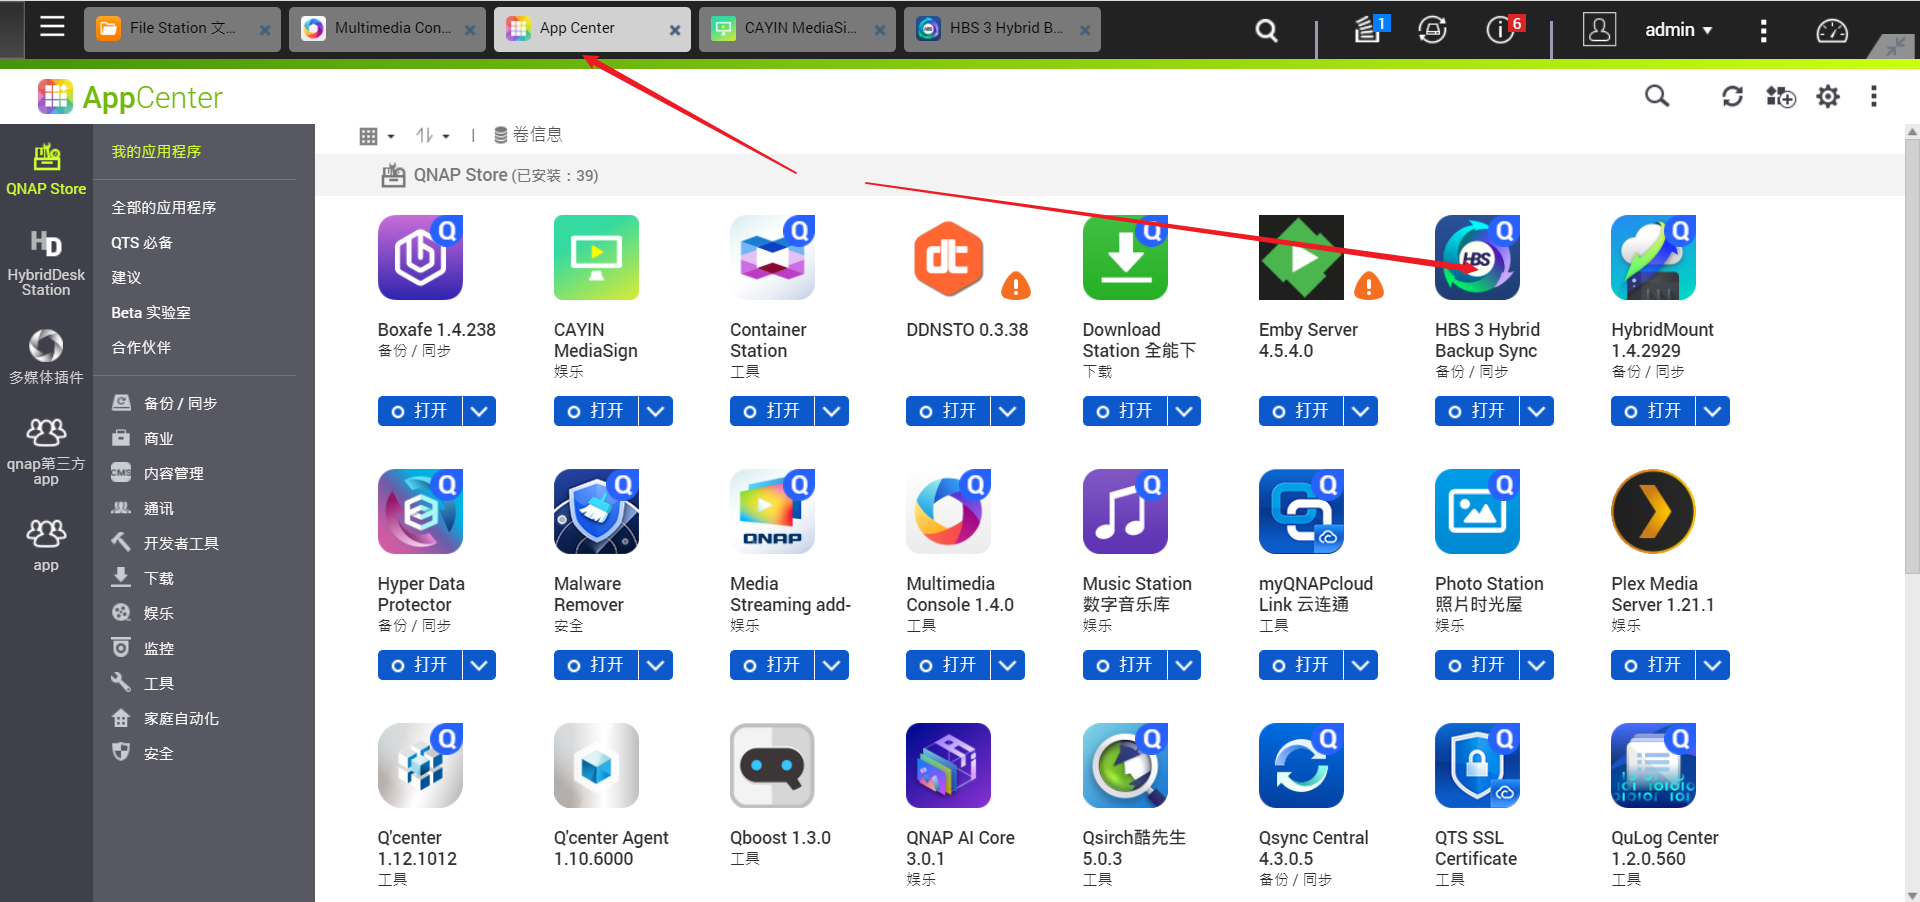 File Station 文...
Multimedia Con...
App Center
CAYIN MediaSi...
HBS 3 Hybrid B...
1
6
admin
AppCenter
QNAP Store
HybridDesk
Station
多媒体插件
qnap第三方
app
app
我的应用程序
全部的应用程序
QTS 必备
建议
Beta 实验室
合作伙伴
备份 / 同步
商业
CMS 内容管理
通讯
开发者工具
下载
娱乐
监控
工具
家庭自动化
安全
卷信息
QNAP Store (已安装：39)
Boxafe 1.4.238
备份 / 同步
打开
CAYIN
MediaSign
娱乐
打开
Container
Station
工具
打开
DDNSTO 0.3.38
打开
Download
Station 全能下
下载
打开
Emby Server
4.5.4.0
打开
HBS
HBS 3 Hybrid
Backup Sync
备份 / 同步
打开
HybridMount
1.4.2929
备份 / 同步
打开
Hyper Data
Protector
备份 / 同步
打开
Malware
Remover
安全
打开
QNAP
Media
Streaming add-
娱乐
打开
Multimedia
Console 1.4.0
工具
打开
Music Station
数字音乐库
娱乐
打开
myQNAPcloud
Link 云连通
工具
打开
Photo Station
照片时光屋
娱乐
打开
Plex Media
Server 1.21.1
娱乐
打开
Q'center
1.12.1012
工具
Q'center Agent
1.10.6000
Qboost 1.3.0
工具
QNAP AI Core
3.0.1
娱乐
Qsirch酷先生
5.0.3
工具
Qsync Central
4.3.0.5
备份 / 同步
QTS SSL
Certificate
工具
QuLog Center
1.2.0.560
工具